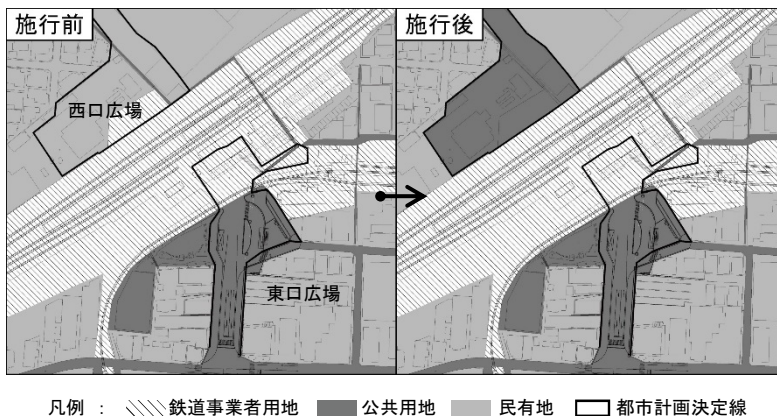 施行前
施行後
西口広場
東口広場
凡例 : 鉄道事業者用地 公共用地 民有地 都市計画決定線